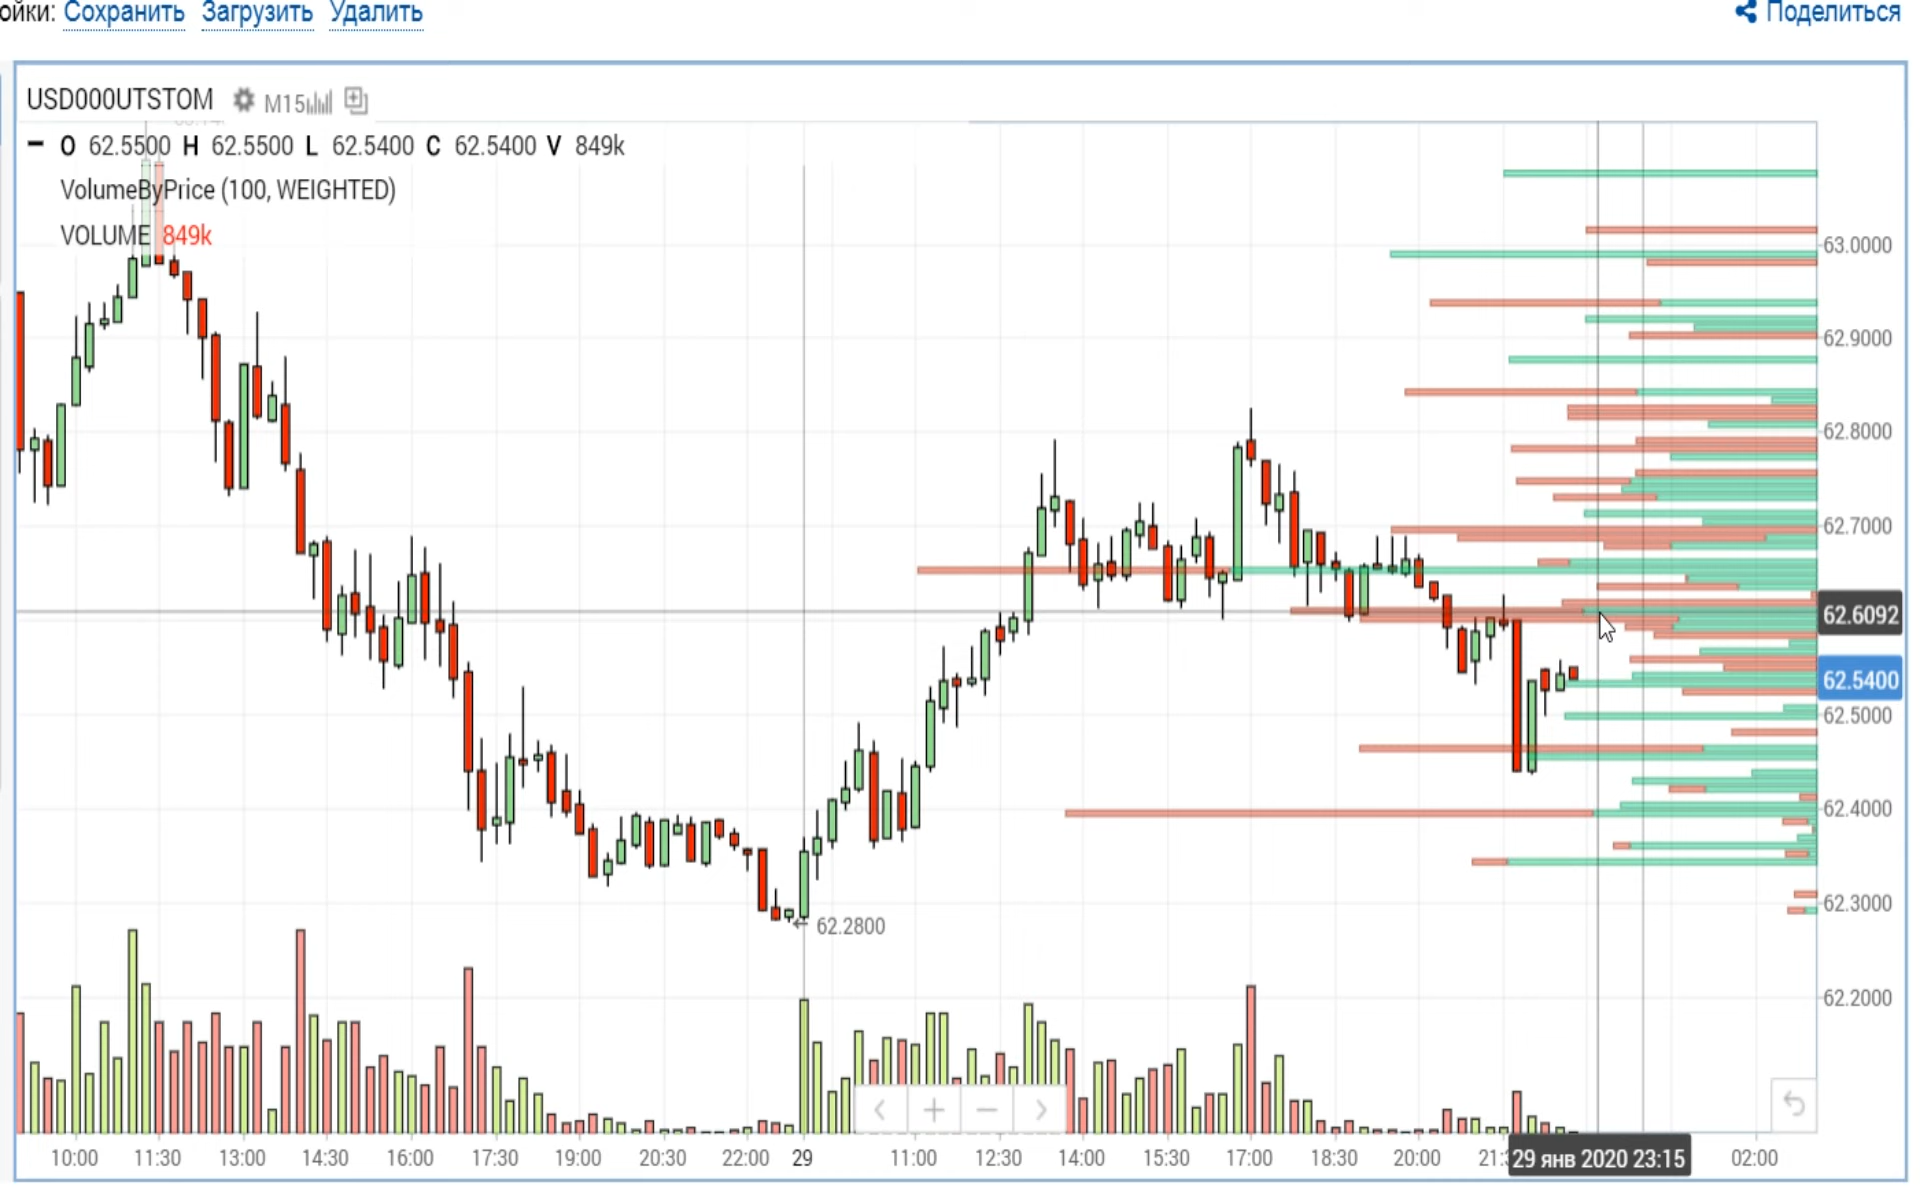 ойки: Сохранить Загрузить Удалить
Поделиться
USD000UTSTOM M15
O 62.5500 H 62.5500 L 62.5400 C 62.5400 V 849k
VolumeByPrice (100, WEIGHTED)
VOLUME 849k
63.0000
62.9000
62.8000
62.7000
62.6092
62.5400
62.5000
62.4000
62.3000
62.2800
62.2000
10:00 11:30 13:00 14:30 16:00 17:30 19:00 20:30 22:00 29 11:00 12:30 14:00 15:30 17:00 18:30 20:00 21:3 29 янв 2020 23:15 02:00